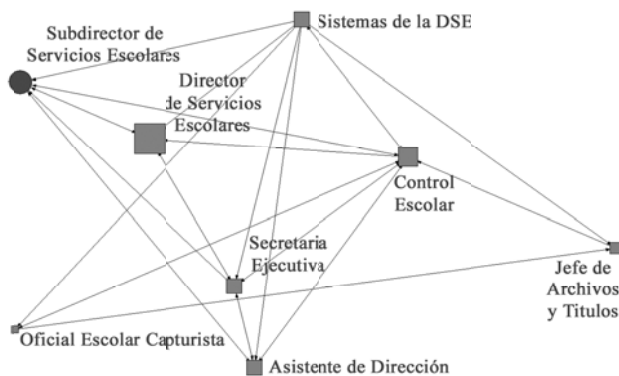 Sistemas de la DSE
Subdirector de
Servicios Escolares
Director
de Servicios
Escolares
Control
Escolar
Secretaria
Ejecutiva
Jefe de
Archivos
y Titulos
Oficial Escolar Capturista
Asistente de Dirección